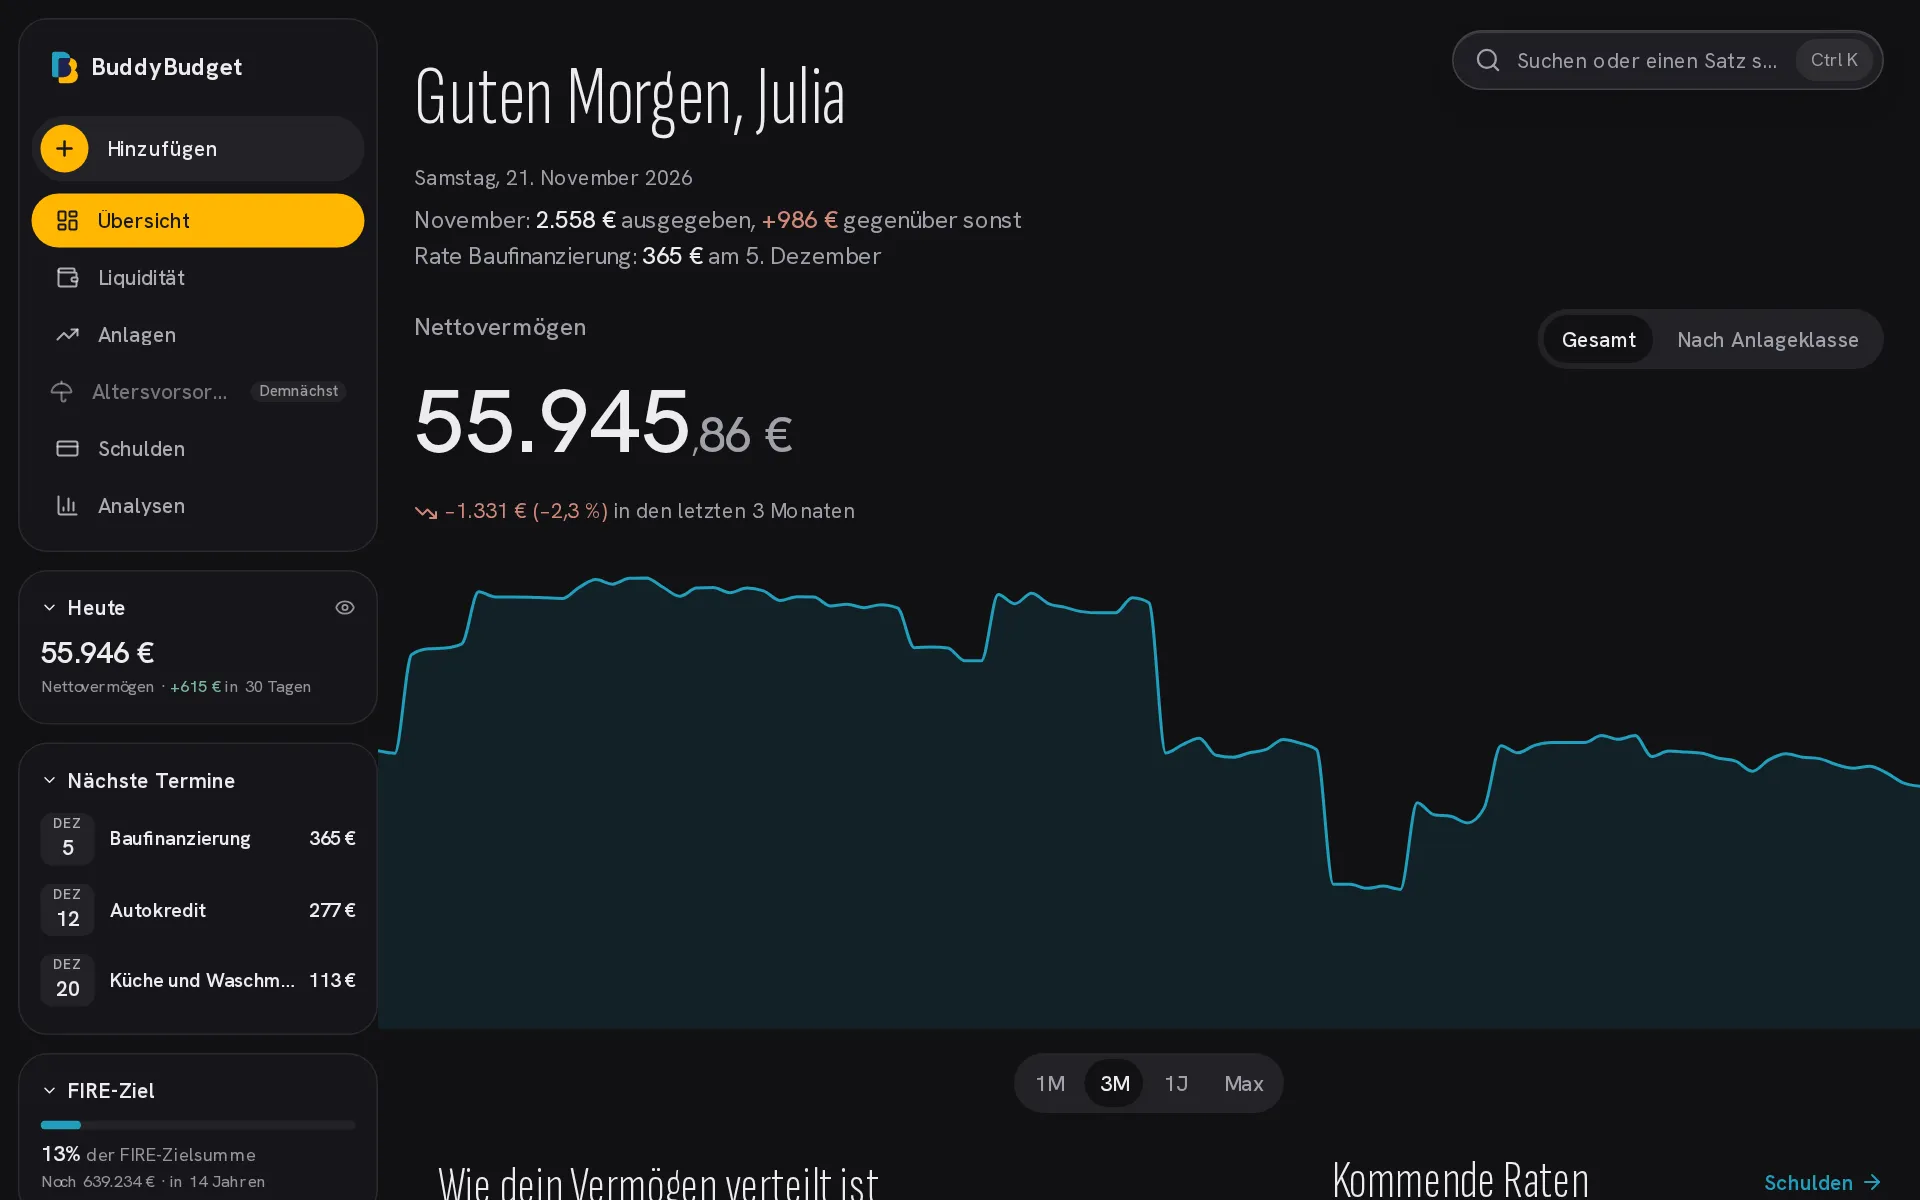 BuddyBudget
Hinzufügen
Übersicht
Liquidität
Anlagen
Altersvorsor... Demnächst
Schulden
Analysen
Heute
55.946 €
Nettovermögen · +615 € in 30 Tagen
Nächste Termine
DEZ 5 Baufinanzierung 365 €
DEZ 12 Autokredit 277 €
DEZ 20 Küche und Waschm... 113 €
FIRE-Ziel
13% der FIRE-Zielsumme
Noch 639.234 € · in 14 Jahren
Guten Morgen, Julia
Suchen oder einen Satz s... Ctrl K
Samstag, 21. November 2026
November: 2.558 € ausgegeben, +986 € gegenüber sonst
Rate Baufinanzierung: 365 € am 5. Dezember
Nettovermögen
Gesamt Nach Anlageklasse
55.945,86 €
−1.331 € (−2,3 %) in den letzten 3 Monaten
1M 3M 1J Max
Wie dein Vermögen verteilt ist
Kommende Raten
Schulden →